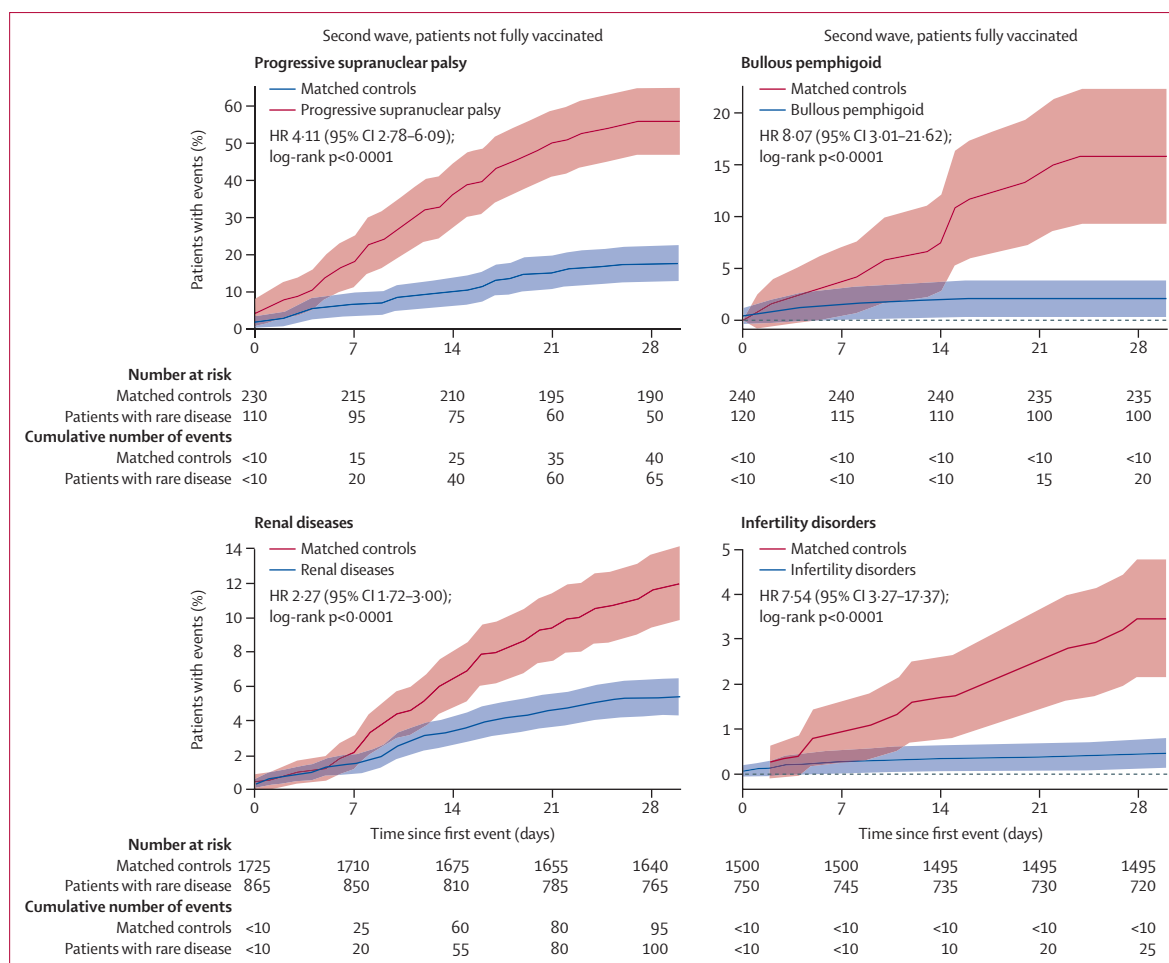 Second wave, patients not fully vaccinated
Second wave, patients fully vaccinated
Progressive supranuclear palsy
Matched controls
Progressive supranuclear palsy
HR 4·11 (95% CI 2·78–6·09);
log-rank p<0·0001
Patients with events (%)
60
50
40
30
20
10
0
0 7 14 21 28
Bullous pemphigoid
Matched controls
Bullous pemphigoid
HR 8·07 (95% CI 3·01–21·62);
log-rank p<0·0001
20
15
10
5
0
0 7 14 21 28
Number at risk
Matched controls 230 215 210 195 190 240 240 240 235 235
Patients with rare disease 110 95 75 60 50 120 115 110 100 100
Cumulative number of events
Matched controls <10 15 25 35 40 <10 <10 <10 <10 <10
Patients with rare disease <10 20 40 60 65 <10 <10 <10 15 20
Renal diseases
Matched controls
Renal diseases
HR 2·27 (95% CI 1·72–3·00);
log-rank p<0·0001
Patients with events (%)
14
12
10
8
6
4
2
0
0 7 14 21 28
Time since first event (days)
Infertility disorders
Matched controls
Infertility disorders
HR 7·54 (95% CI 3·27–17·37);
log-rank p<0·0001
5
4
3
2
1
0
0 7 14 21 28
Time since first event (days)
Number at risk
Matched controls 1725 1710 1675 1655 1640 1500 1500 1495 1495 1495
Patients with rare disease 865 850 810 785 765 750 745 735 730 720
Cumulative number of events
Matched controls <10 25 60 80 95 <10 <10 <10 <10 <10
Patients with rare disease <10 20 55 80 100 <10 <10 10 20 25